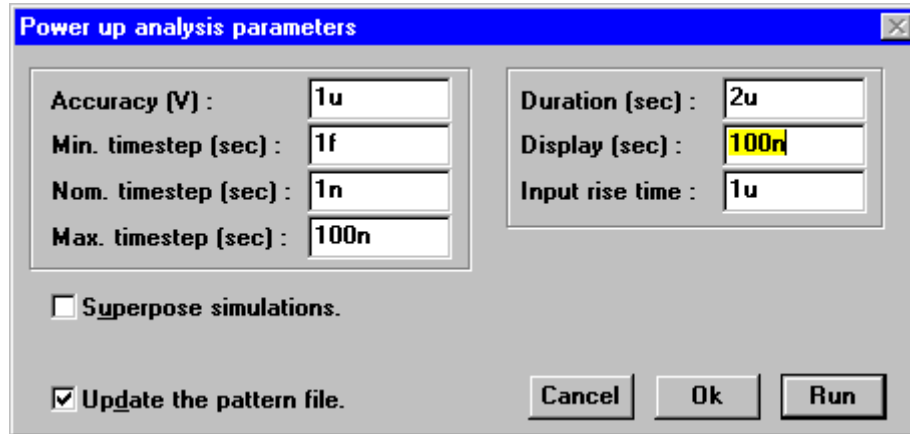 Power up analysis parameters
Accuracy (V) : 1u
Min. timestep (sec) : 1f
Nom. timestep (sec) : 1n
Max. timestep (sec) : 100n
Duration (sec) : 2u
Display (sec) : 100n
Input rise time : 1u
Superpose simulations.
Update the pattern file.
Cancel Ok Run